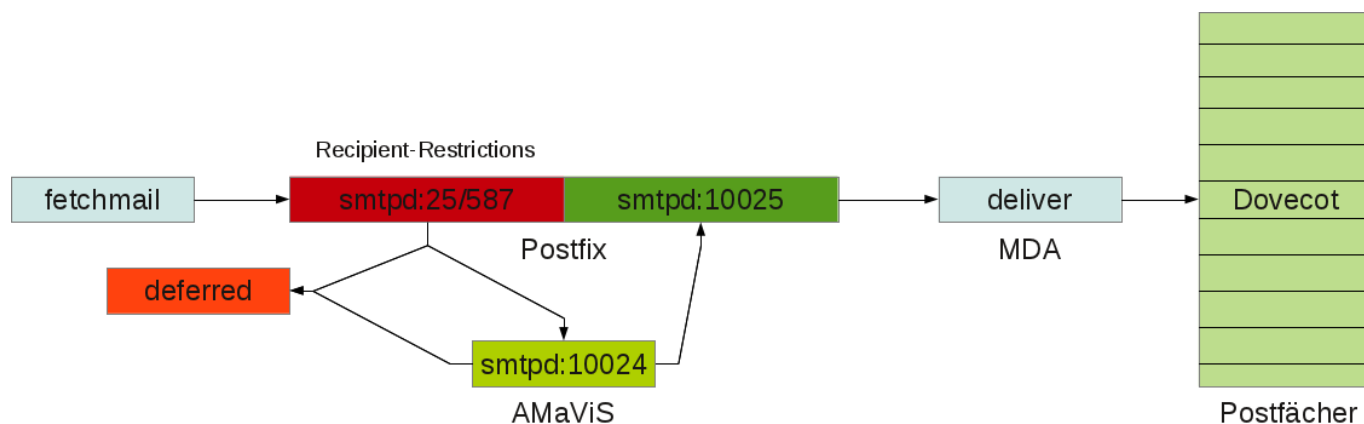 Recipient-Restrictions
fetchmail
smtpd:25/587
smtpd:10025
deliver
Dovecot
Postfix
MDA
deferred
smtpd:10024
AMaViS
Postfächer